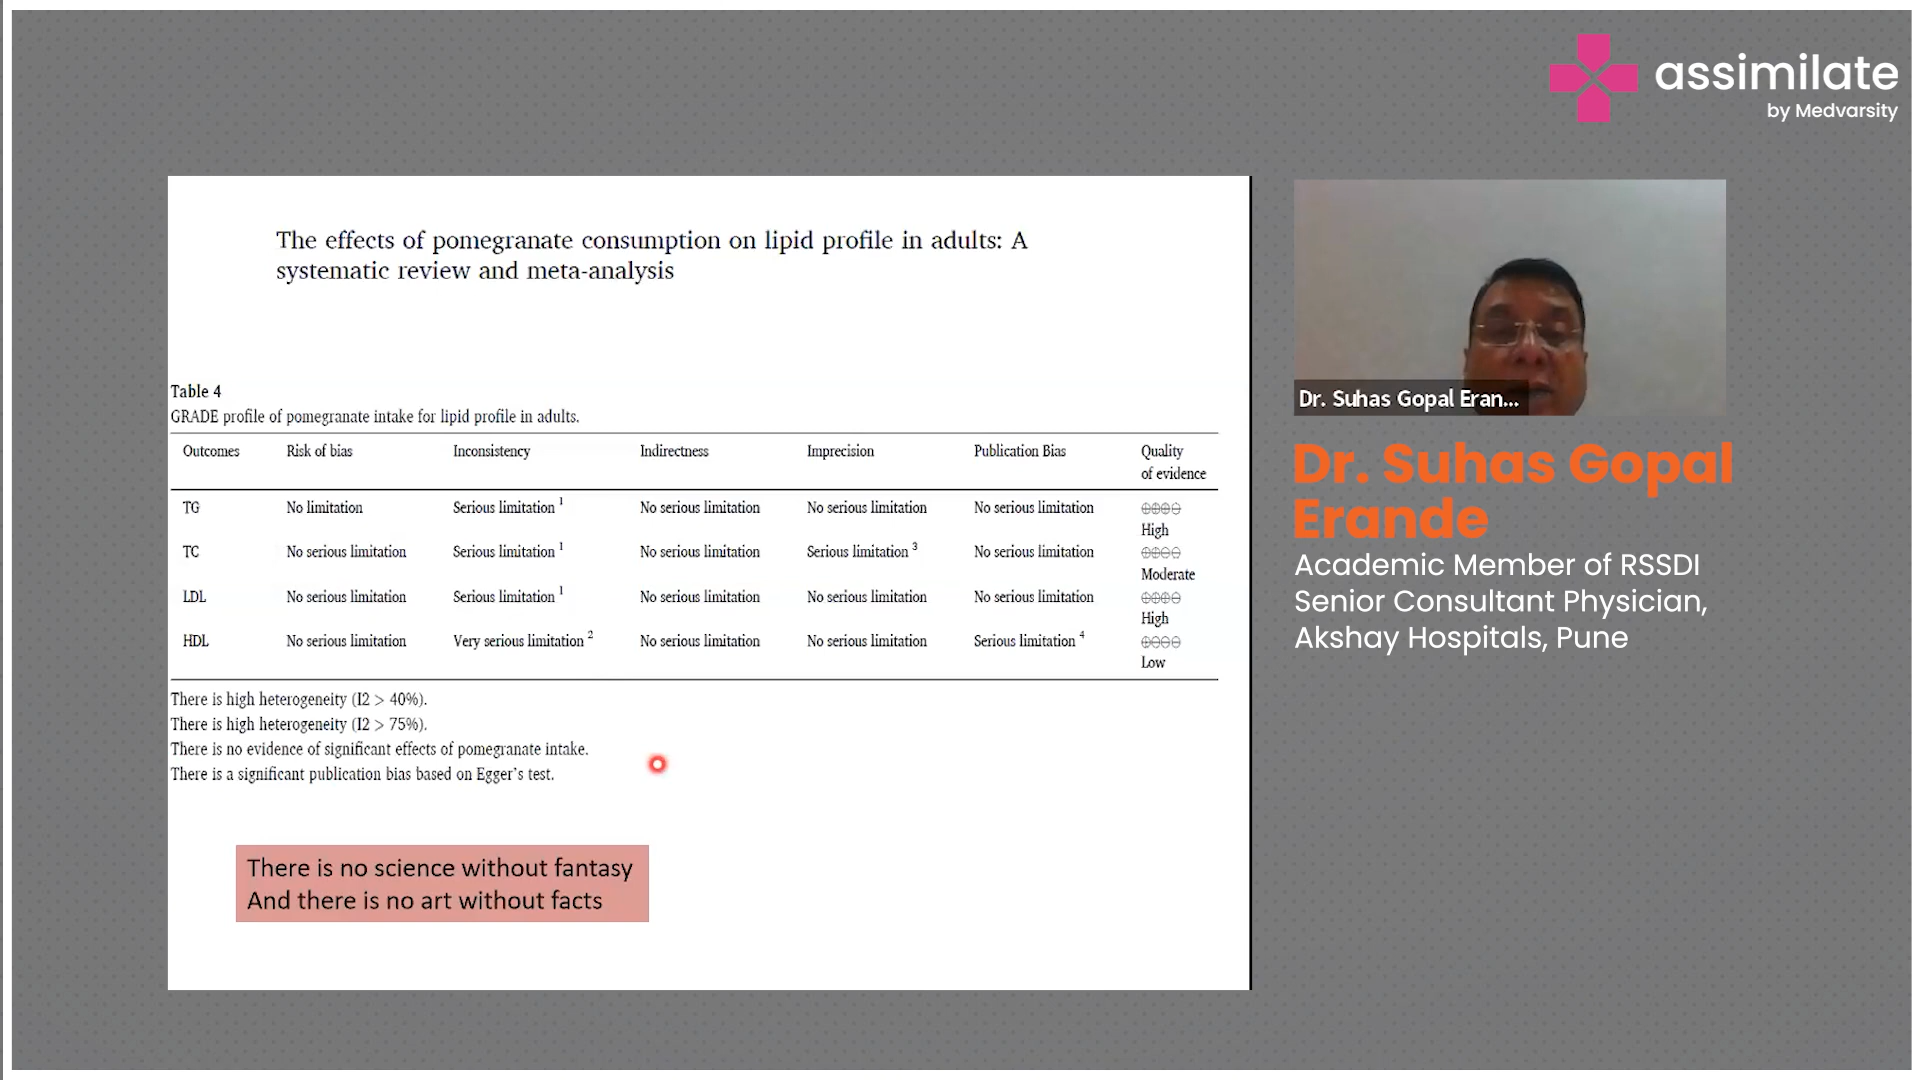 assimilate
by Medvarsity
The effects of pomegranate consumption on lipid profile in adults: A
systematic review and meta-analysis
Table 4
GRADE profile of pomegranate intake for lipid profile in adults.
Outcomes Risk of bias Inconsistency Indirectness Imprecision Publication Bias Quality
of evidence
TG No limitation Serious limitation 1 No serious limitation No serious limitation No serious limitation
High
TC No serious limitation Serious limitation 1 No serious limitation Serious limitation 3 No serious limitation
Moderate
LDL No serious limitation Serious limitation 1 No serious limitation No serious limitation No serious limitation
High
HDL No serious limitation Very serious limitation 2 No serious limitation No serious limitation Serious limitation 4
Low
There is high heterogeneity (I2 > 40%).
There is high heterogeneity (I2 > 75%).
There is no evidence of significant effects of pomegranate intake.
There is a significant publication bias based on Egger's test.
There is no science without fantasy
And there is no art without facts
Dr. Suhas Gopal Eran...
Dr. Suhas Gopal
Erande
Academic Member of RSSDI
Senior Consultant Physician,
Akshay Hospitals, Pune